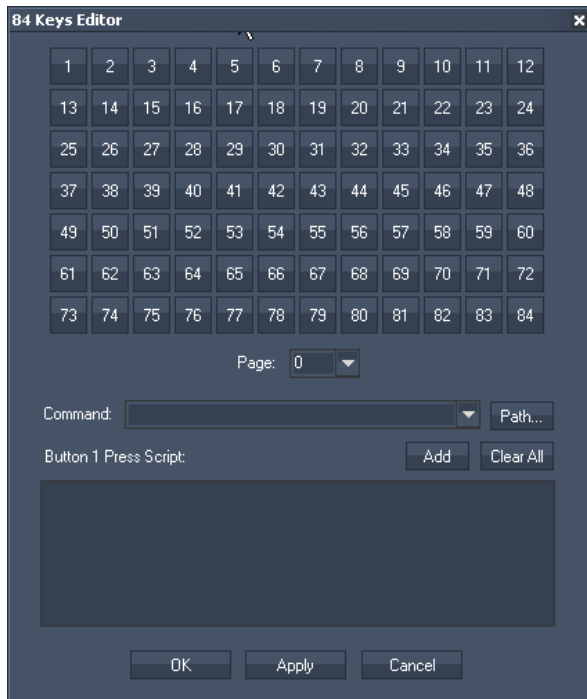 84 Keys Editor
1 2 3 4 5 6 7 8 9 10 11 12
13 14 15 16 17 18 19 20 21 22 23 24
25 26 27 28 29 30 31 32 33 34 35 36
37 38 39 40 41 42 43 44 45 46 47 48
49 50 51 52 53 54 55 56 57 58 59 60
61 62 63 64 65 66 67 68 69 70 71 72
73 74 75 76 77 78 79 80 81 82 83 84
Page: 0
Command: Path...
Button 1 Press Script: Add Clear All
OK Apply Cancel